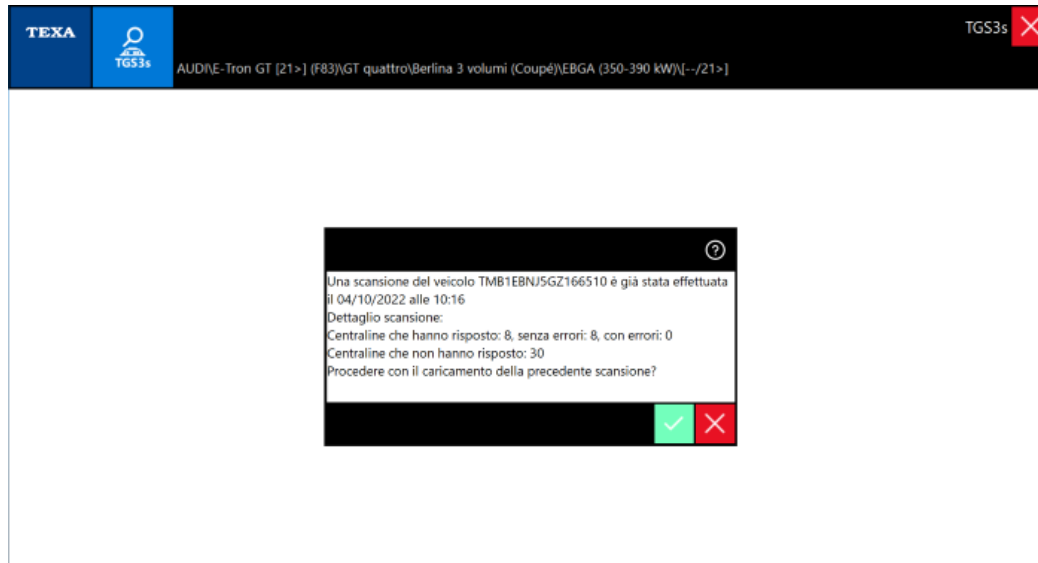 TEXA
TGS3s
TGS3s
AUDI\E-Tron GT [21>] (F83)\GT quattro\Berlina 3 volumi (Coupé)\EBGA (350-390 kW)\[--/21>]
Una scansione del veicolo TMB1EBNJ5GZ166510 è già stata effettuata
il 04/10/2022 alle 10:16
Dettaglio scansione:
Centraline che hanno risposto: 8, senza errori: 8, con errori: 0
Centraline che non hanno risposto: 30
Procedere con il caricamento della precedente scansione?